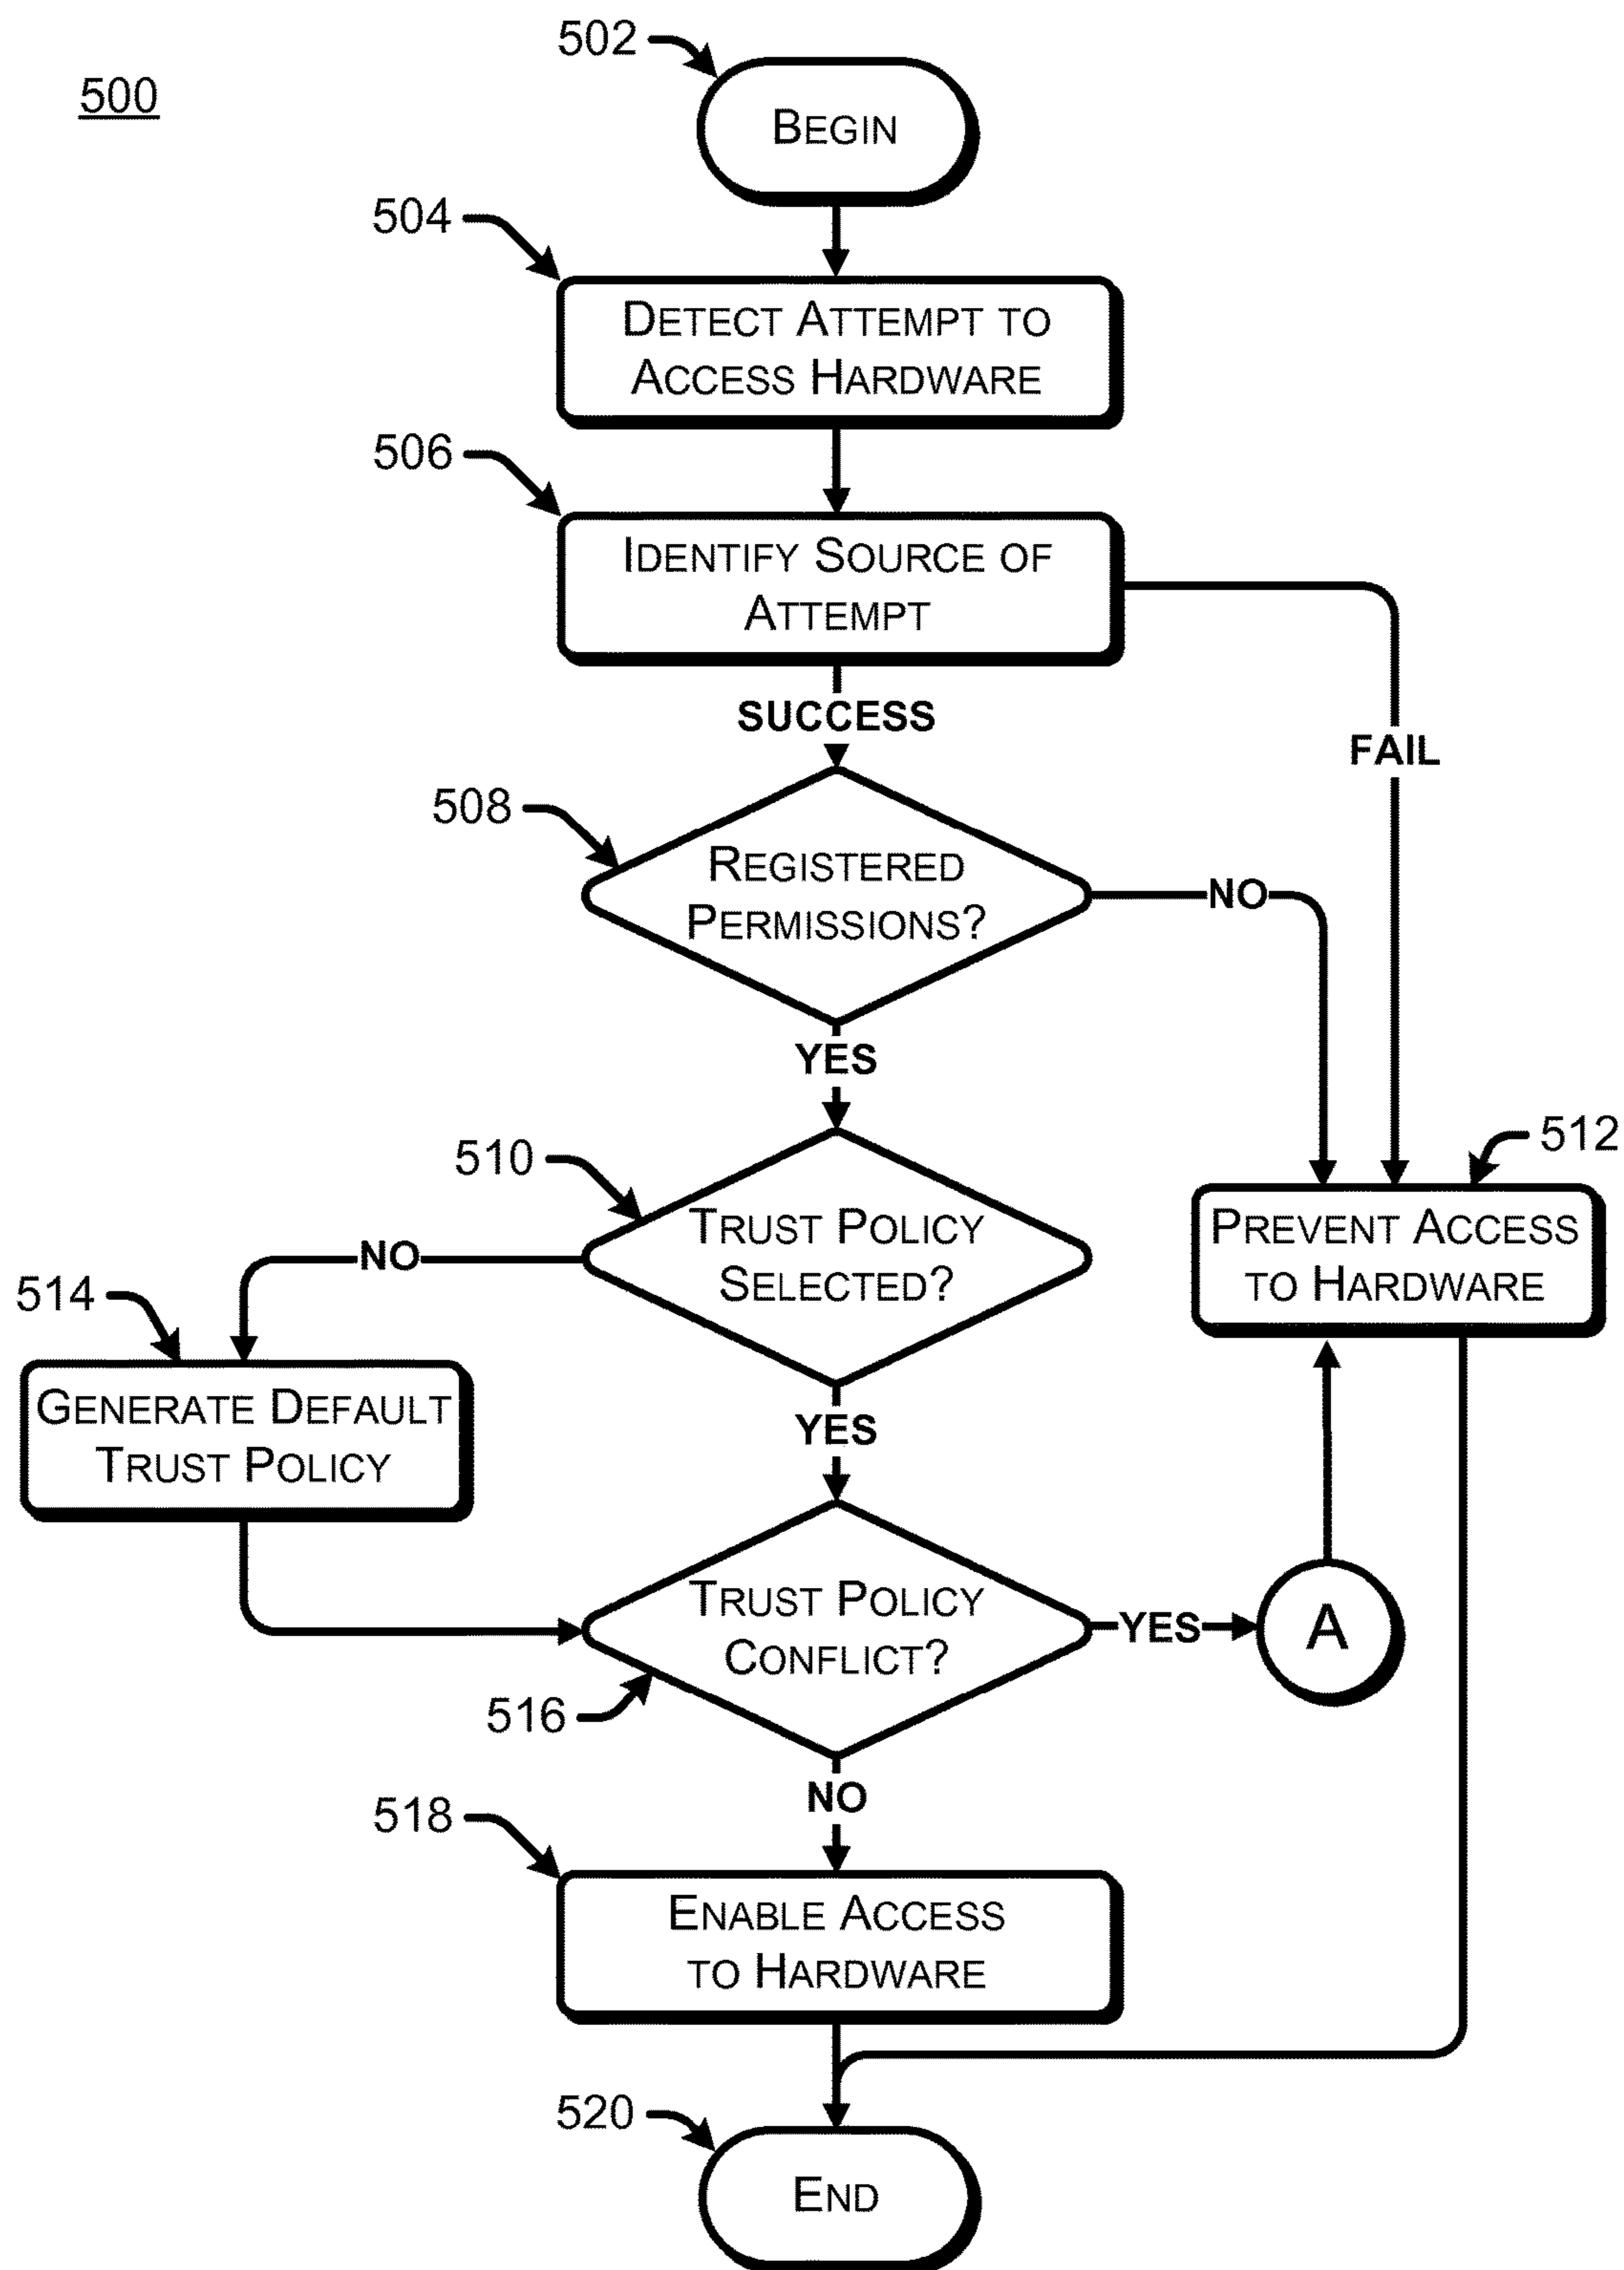 502
500
BEGIN
504
DETECT ATTEMPT TO
ACCESS HARDWARE
506
IDENTIFY SOURCE OF
ATTEMPT
SUCCESS
FAIL
508
REGISTERED
PERMISSIONS?
NO
YES
510
512
TRUST POLICY
SELECTED?
PREVENT ACCESS
TO HARDWARE
NO
514
GENERATE DEFAULT
TRUST POLICY
YES
TRUST POLICY
CONFLICT?
YES
A
516
NO
518
ENABLE ACCESS
TO HARDWARE
520
END